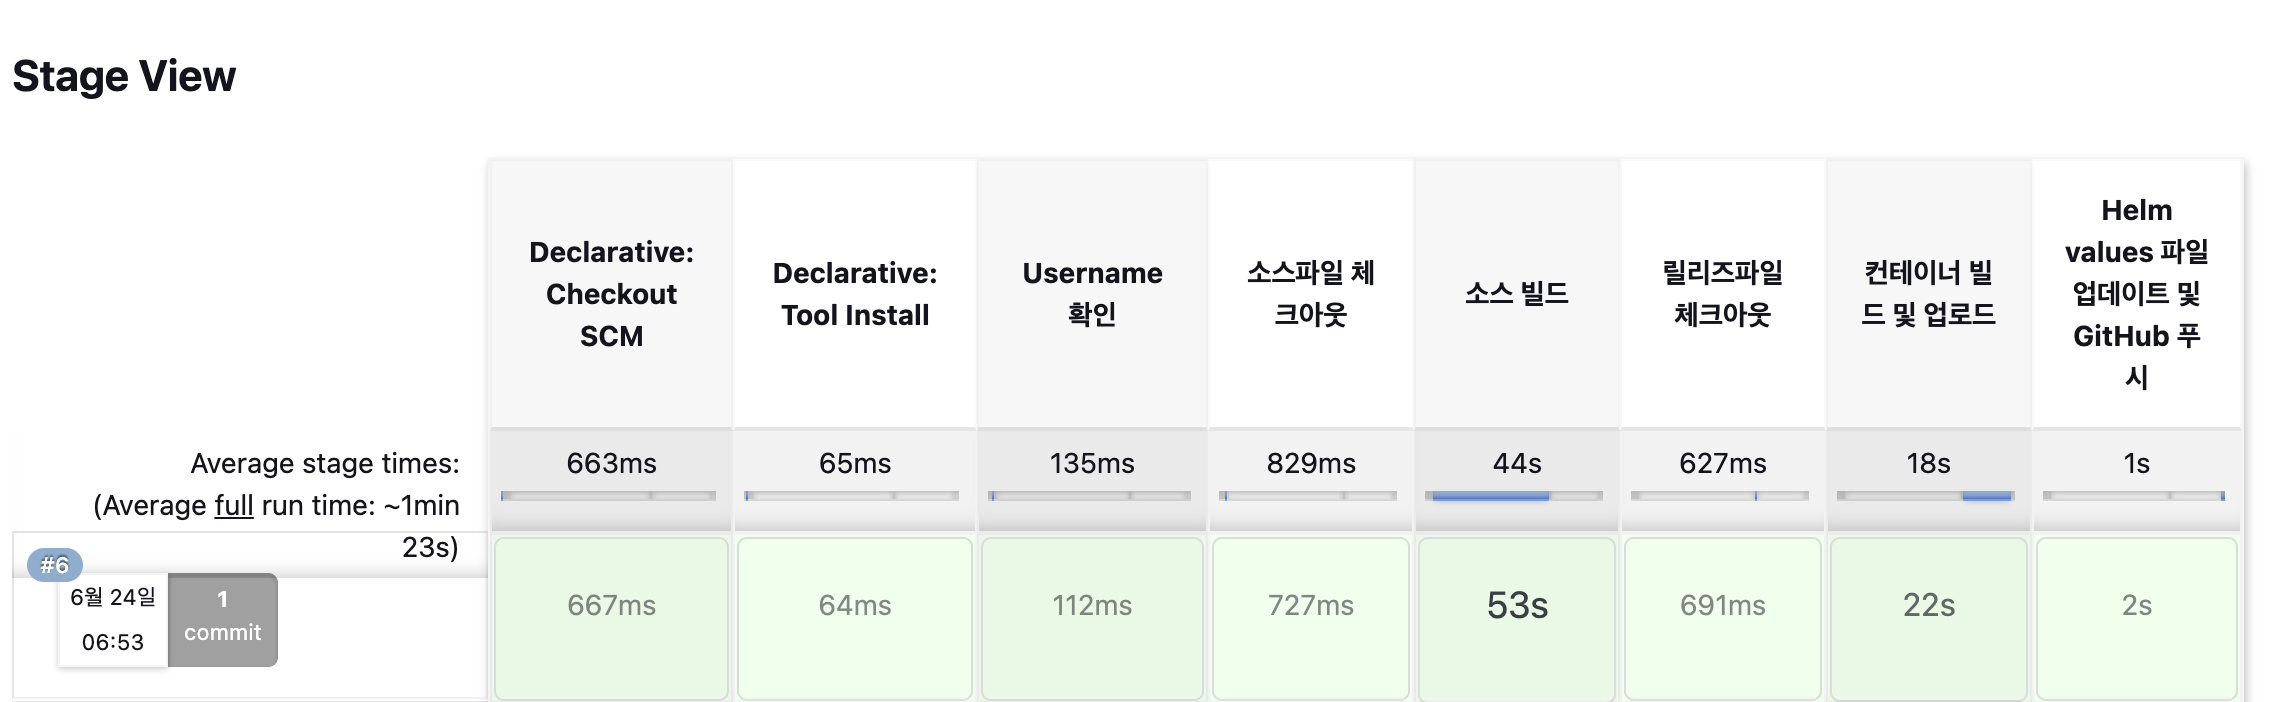 Stage View
Declarative:
Checkout
SCM
Declarative:
Tool Install
Username
확인
소스파일 체
크아웃
소스 빌드
릴리즈파일
체크아웃
컨테이너 빌
드 및 업로드
Helm
values 파일
업데이트 및
GitHub 푸
시
Average stage times:
(Average full run time: ~1min
23s)
663ms
65ms
135ms
829ms
44s
627ms
18s
1s
#6
6월 24일
06:53
1
commit
667ms
64ms
112ms
727ms
53s
691ms
22s
2s